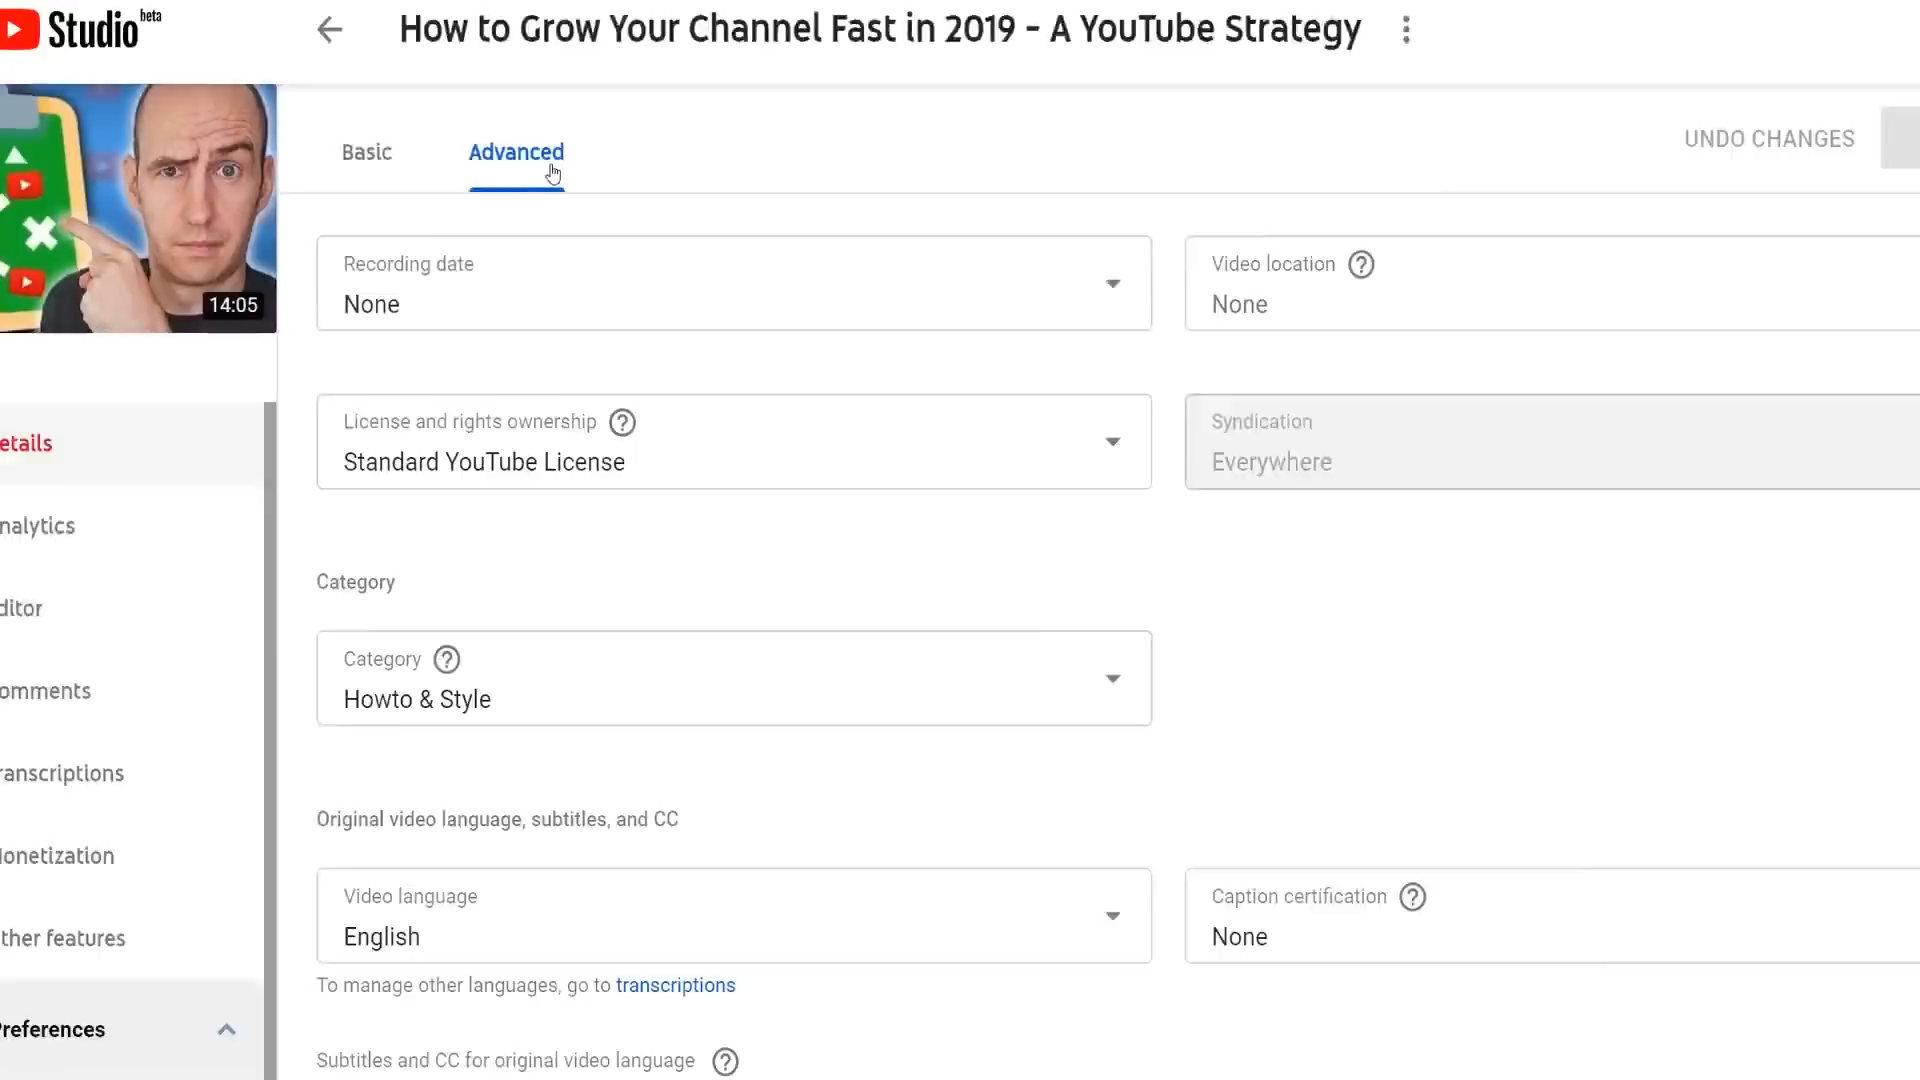 Studio beta
How to Grow Your Channel Fast in 2019 - A YouTube Strategy
Basic
Advanced
UNDO CHANGES
14:05
Recording date
None
Video location
None
License and rights ownership
Standard YouTube License
Syndication
Everywhere
Category
Category
Howto & Style
Original video language, subtitles, and CC
Video language
English
Caption certification
None
To manage other languages, go to transcriptions
Subtitles and CC for original video language
etails
nalytics
ditor
omments
ranscriptions
onetization
ther features
references